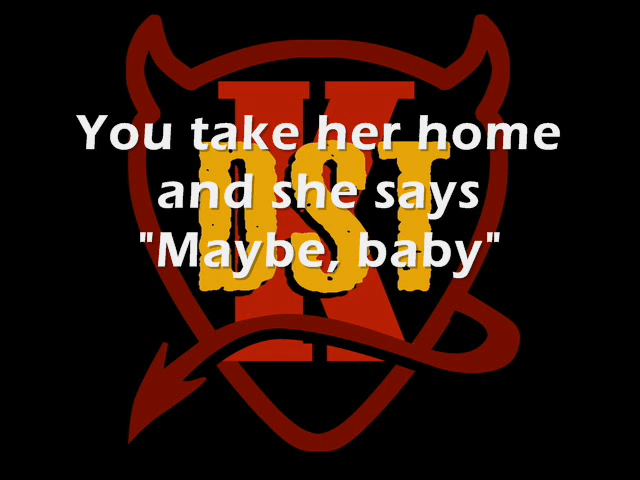 You take her home
and she says
"Maybe, baby"
K
DST